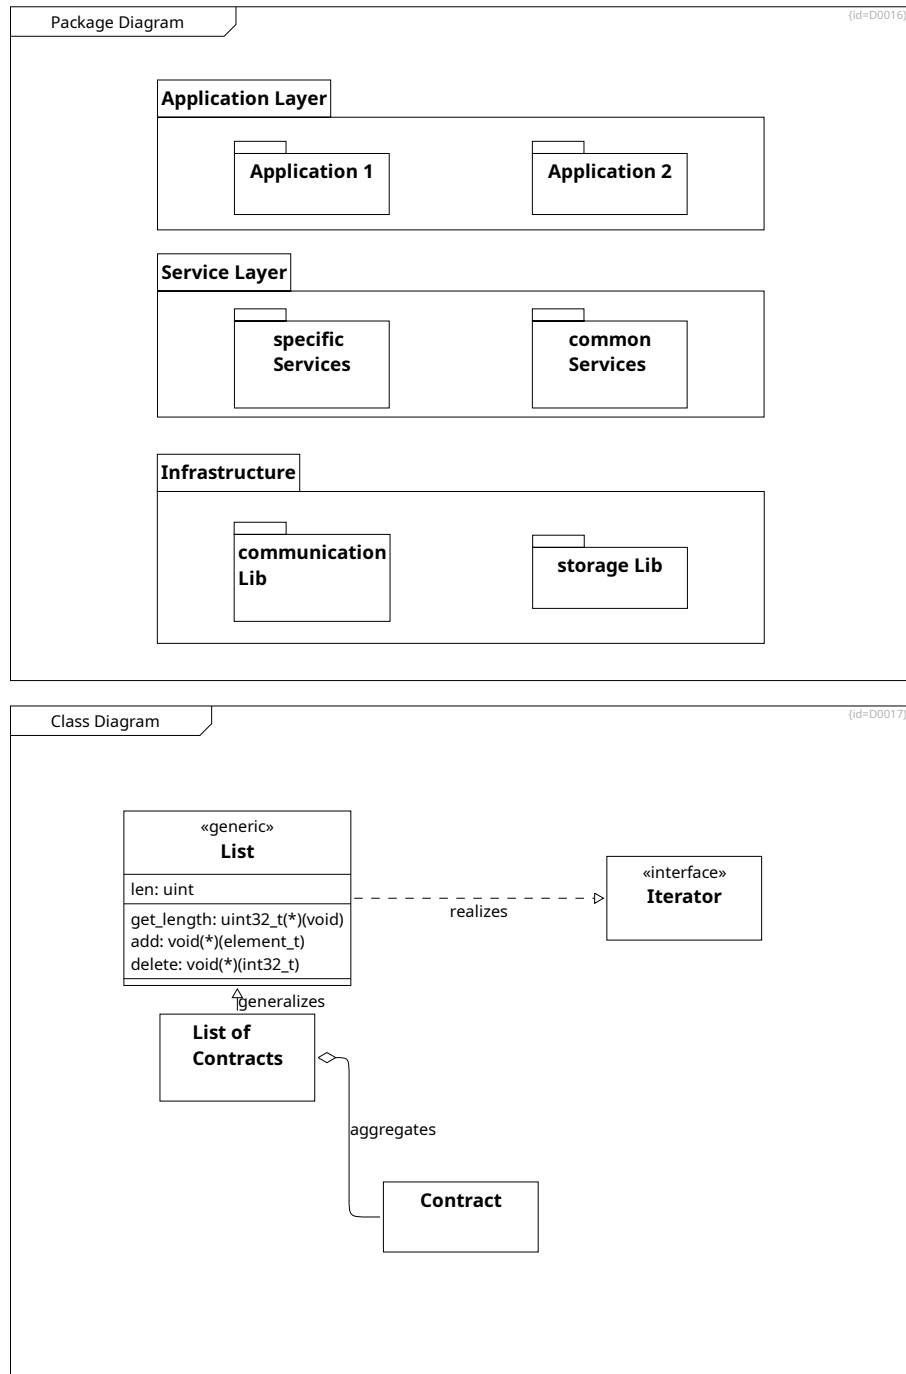 Package Diagram
{id=D0016}
Application Layer
Application 1
Application 2
Service Layer
specific
Services
common
Services
Infrastructure
communication
Lib
storage Lib
Class Diagram
{id=D0017}
«generic»
List
len: uint
get_length: uint32_t(*)(void)
add: void(*)(element_t)
delete: void(*)(int32_t)
«interface»
Iterator
realizes
generalizes
List of
Contracts
aggregates
Contract